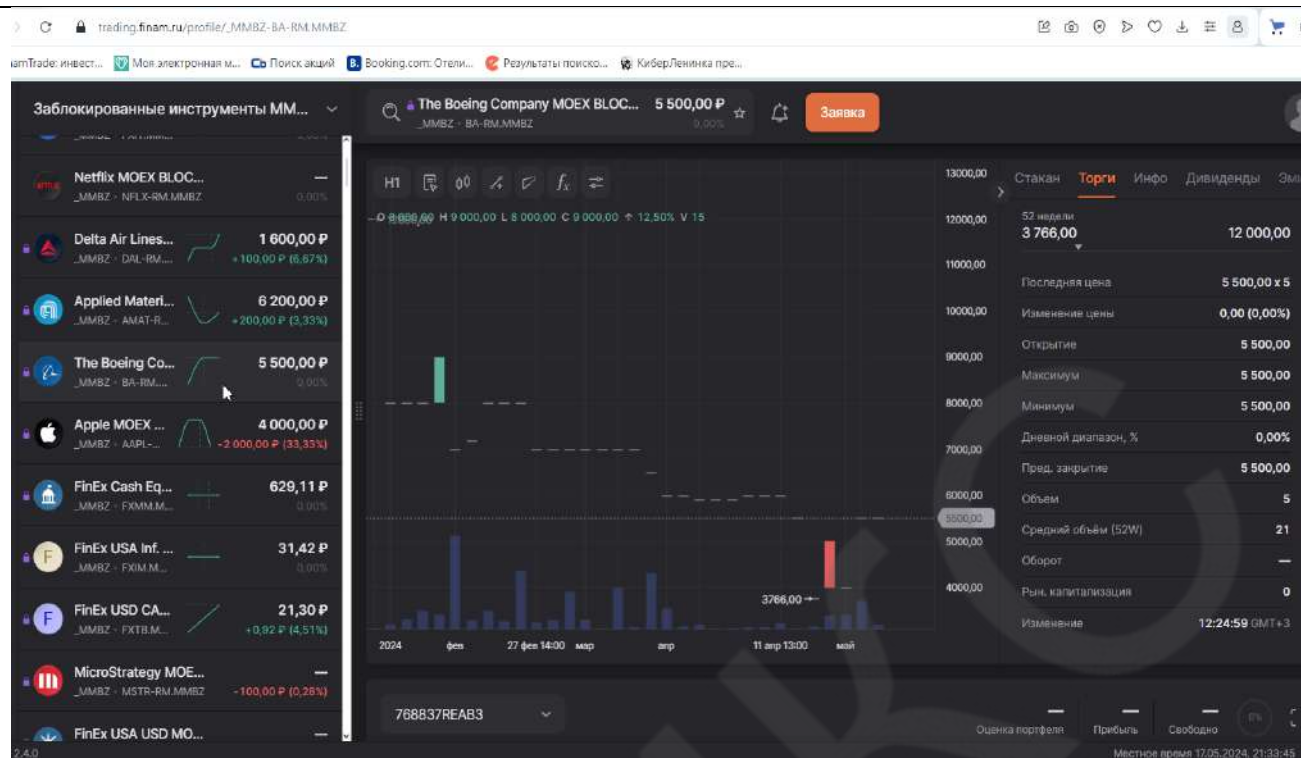 trading.finam.ru/profile/_MMBZ-BA-RM.MMBZ
amTrade: инвест... Моя электронная м... Поиск акций Booking.com: Отели... Результаты поиско... КиберЛенинка пре...
Заблокированные инструменты MM...
The Boeing Company MOEX BLOC... 5 500,00 ₽
_MMBZ - BA-RM.MMBZ 0,00%
Заявка
Netflix MOEX BLOC... —
_MMBZ - NFLX-RM.MMBZ 0,00%
Delta Air Lines... 1 600,00 ₽
_MMBZ - DAL-RM.... +100,00 ₽ (6,67%)
Applied Materi... 6 200,00 ₽
_MMBZ - AMAT-R... +200,00 ₽ (3,33%)
The Boeing Co... 5 500,00 ₽
_MMBZ - BA-RM.... 0,00%
Apple MOEX ... 4 000,00 ₽
_MMBZ - AAPL-... -2 000,00 ₽ (33,33%)
FinEx Cash Eq... 629,11 ₽
_MMBZ - FXMM.M... 0,00%
FinEx USA Inf. ... 31,42 ₽
_MMBZ - FXIM.M... 0,00%
FinEx USD CA... 21,30 ₽
_MMBZ - FXTB.M... +0,92 ₽ (4,51%)
MicroStrategy MOE... —
_MMBZ - MSTR-RM.MMBZ -100,00 ₽ (0,28%)
FinEx USA USD MO... —
2.4.0
H1
H 9 000,00 L 8 000,00 C 9 000,00 ↑ 12,50% V 15
13000,00
12000,00
11000,00
10000,00
9000,00
8000,00
7000,00
6000,00
5500,00
5000,00
4000,00
3766,00
2024 фев 27 фев 14:00 мар апр 11 апр 13:00 май
Стакан Торги Инфо Дивиденды Эми
52 недели
3 766,00 12 000,00
Последняя цена 5 500,00 x 5
Изменение цены 0,00 (0,00%)
Открытие 5 500,00
Максимум 5 500,00
Минимум 5 500,00
Дневной диапазон, % 0,00%
Пред. закрытие 5 500,00
Объем 5
Средний объём (52W) 21
Оборот —
Рын. капитализация 0
Изменение 12:24:59 GMT+3
768837REAB3
Оценка портфеля Прибыль Свободно
0%
Местное время 17.05.2024, 21:33:45